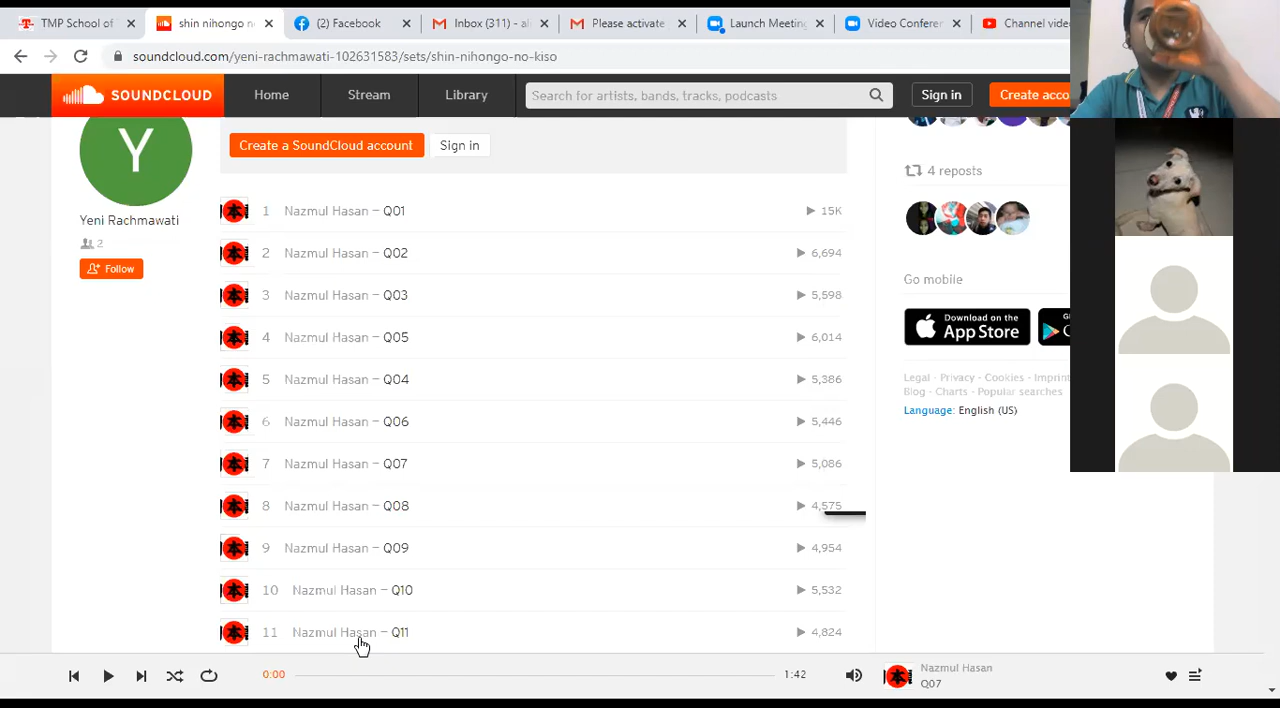 TMP School of
shin nihongo no
(2) Facebook
Inbox (311) - al
Please activate
Launch Meeting
Video Conferen
Channel video
soundcloud.com/yeni-rachmawati-102631583/sets/shin-nihongo-no-kiso
SOUNDCLOUD
Home
Stream
Library
Search for artists, bands, tracks, podcasts
Sign in
Create acco
Y
Create a SoundCloud account
Sign in
Yeni Rachmawati
2
Follow
4 reposts
1 Nazmul Hasan – Q01 15K
2 Nazmul Hasan – Q02 6,694
3 Nazmul Hasan – Q03 5,598
4 Nazmul Hasan – Q05 6,014
5 Nazmul Hasan – Q04 5,386
6 Nazmul Hasan – Q06 5,446
7 Nazmul Hasan – Q07 5,086
8 Nazmul Hasan – Q08 4,575
9 Nazmul Hasan – Q09 4,954
10 Nazmul Hasan – Q10 5,532
11 Nazmul Hasan – Q11 4,824
Go mobile
Download on the
App Store
Legal - Privacy - Cookies - Imprint
Blog - Charts - Popular searches
Language: English (US)
0:00
1:42
Nazmul Hasan
Q07